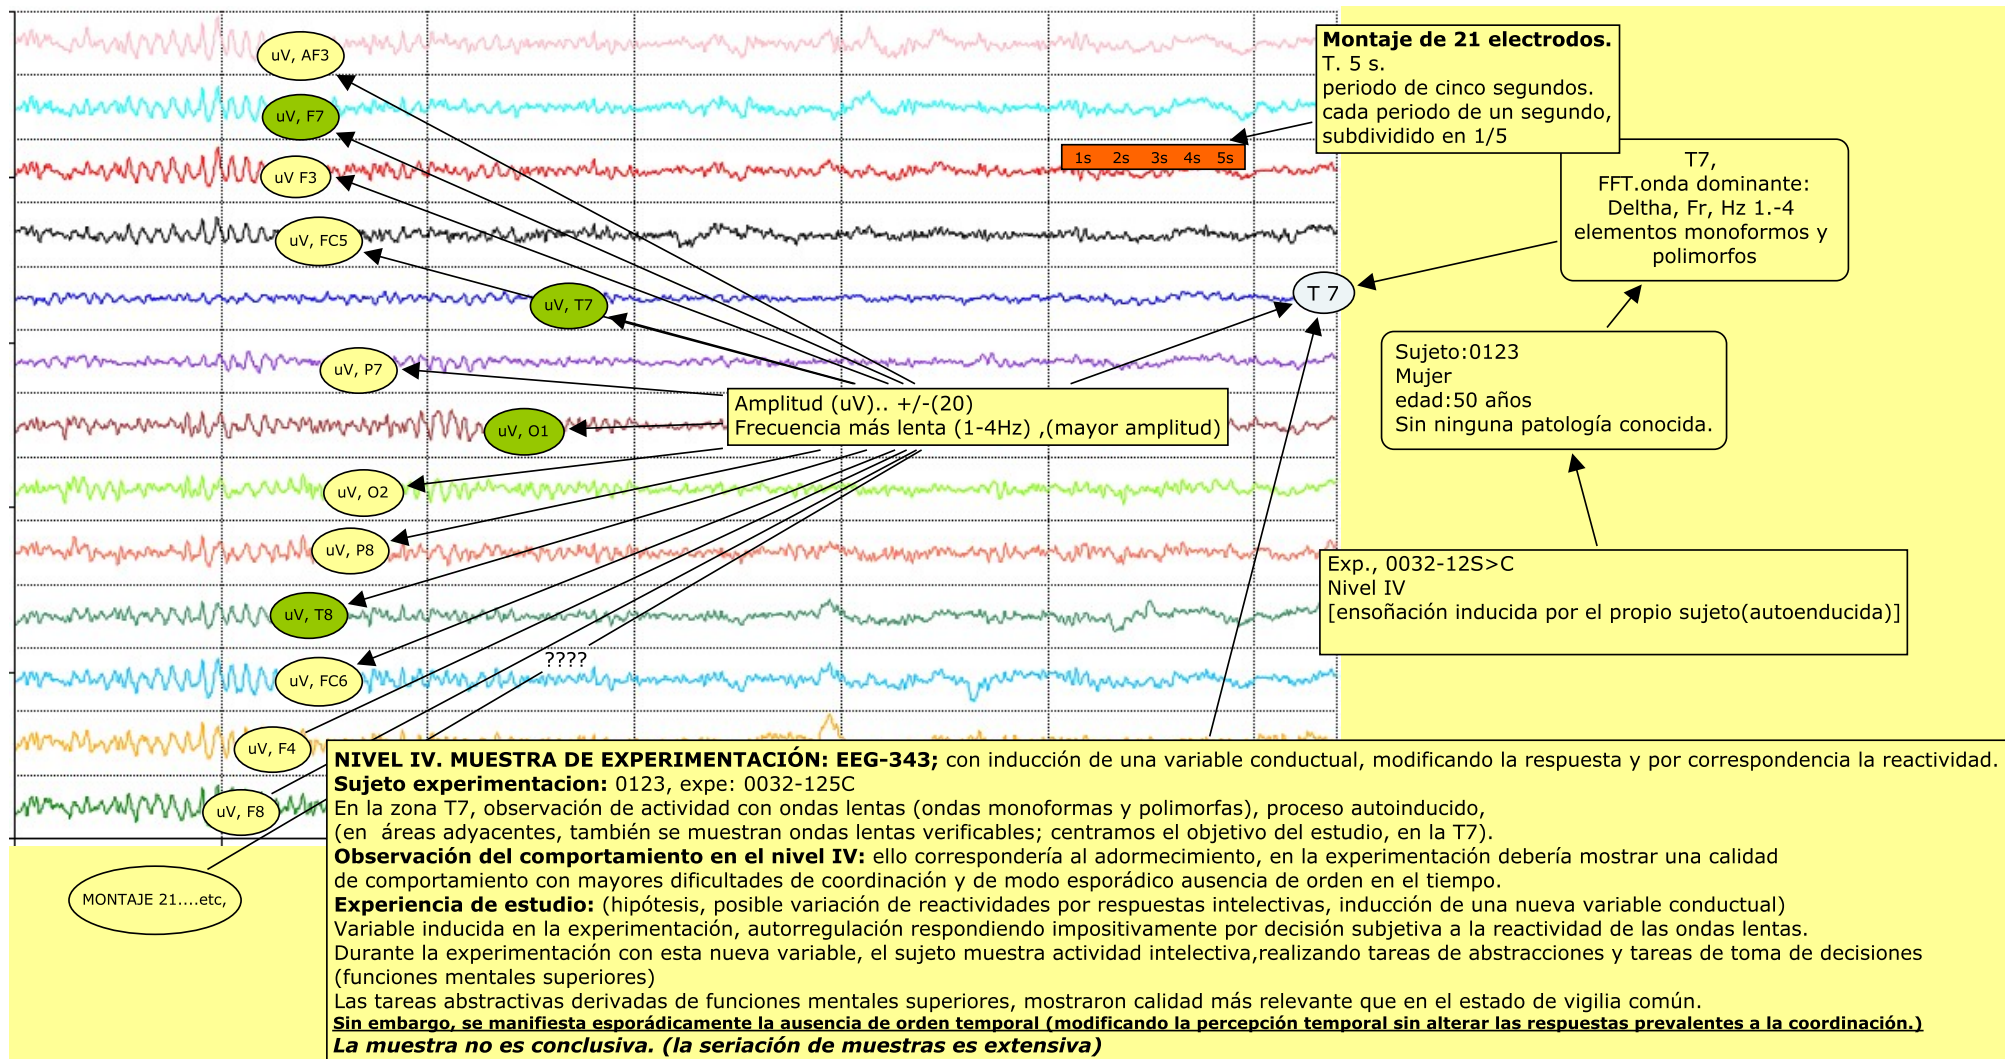 uV, AF3
uV, F7
uV F3
uV, FC5
uV, T7
uV, P7
uV, O1
uV, O2
uV, P8
uV, T8
uV, FC6
uV, F4
uV, F8
MONTAJE 21....etc,
????
Montaje de 21 electrodos.
T. 5 s.
periodo de cinco segundos.
cada periodo de un segundo,
subdividido en 1/5
1s 2s 3s 4s 5s
T7,
FFT.onda dominante:
Deltha, Fr, Hz 1.-4
elementos monoformos y
polimorfos
T 7
Sujeto:0123
Mujer
edad:50 años
Sin ninguna patología conocida.
Amplitud (uV).. +/-(20)
Frecuencia más lenta (1-4Hz) ,(mayor amplitud)
Exp., 0032-12S>C
Nivel IV
[ensoñación inducida por el propio sujeto(autoenducida)]
NIVEL IV. MUESTRA DE EXPERIMENTACIÓN: EEG-343; con inducción de una variable conductual, modificando la respuesta y por correspondencia la reactividad.
Sujeto experimentacion: 0123, expe: 0032-125C
En la zona T7, observación de actividad con ondas lentas (ondas monoformas y polimorfas), proceso autoinducido,
(en áreas adyacentes, también se muestran ondas lentas verificables; centramos el objetivo del estudio, en la T7).
Observación del comportamiento en el nivel IV: ello correspondería al adormecimiento, en la experimentación debería mostrar una calidad
de comportamiento con mayores dificultades de coordinación y de modo esporádico ausencia de orden en el tiempo.
Experiencia de estudio: (hipótesis, posible variación de reactividades por respuestas intelectivas, inducción de una nueva variable conductual)
Variable inducida en la experimentación, autorregulación respondiendo impositivamente por decisión subjetiva a la reactividad de las ondas lentas.
Durante la experimentación con esta nueva variable, el sujeto muestra actividad intelectiva,realizando tareas de abstracciones y tareas de toma de decisiones
(funciones mentales superiores)
Las tareas abstractivas derivadas de funciones mentales superiores, mostraron calidad más relevante que en el estado de vigilia común.
Sin embargo, se manifiesta esporádicamente la ausencia de orden temporal (modificando la percepción temporal sin alterar las respuestas prevalentes a la coordinación.)
La muestra no es conclusiva. (la seriación de muestras es extensiva)